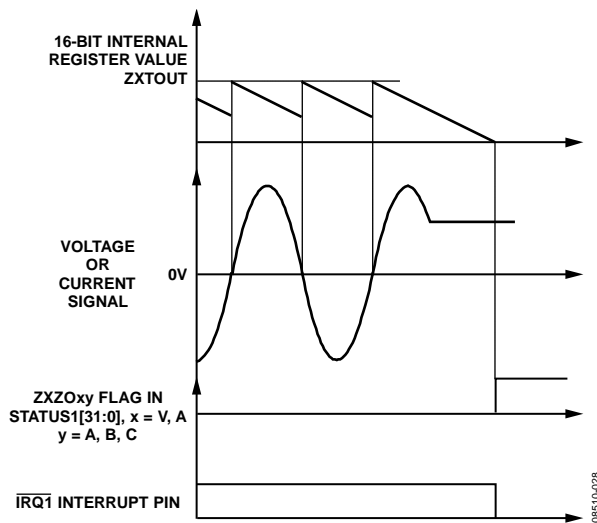 16-BIT INTERNAL
REGISTER VALUE
ZXTOUT
VOLTAGE
OR
CURRENT
SIGNAL
0V
ZXZOxy FLAG IN
STATUS1[31:0], x = V, A
y = A, B, C
IRQ1 INTERRUPT PIN
08510-028